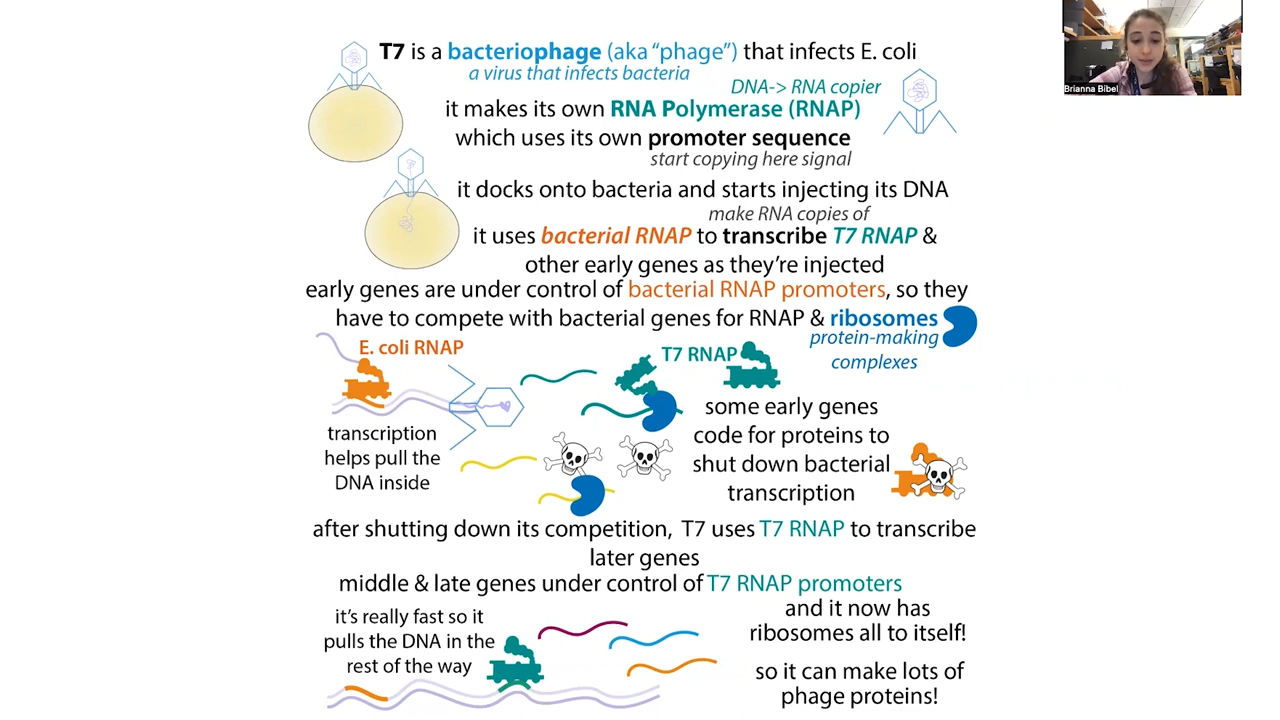 T7 is a bacteriophage (aka “phage”) that infects E. coli
a virus that infects bacteria
DNA-> RNA copier
it makes its own RNA Polymerase (RNAP)
which uses its own promoter sequence
start copying here signal
it docks onto bacteria and starts injecting its DNA
make RNA copies of
it uses bacterial RNAP to transcribe T7 RNAP &
other early genes as they’re injected
early genes are under control of bacterial RNAP promoters, so they
have to compete with bacterial genes for RNAP & ribosomes
protein-making
complexes
E. coli RNAP
T7 RNAP
transcription
helps pull the
DNA inside
some early genes
code for proteins to
shut down bacterial
transcription
after shutting down its competition, T7 uses T7 RNAP to transcribe
later genes
middle & late genes under control of T7 RNAP promoters
it’s really fast so it
pulls the DNA in the
rest of the way
and it now has
ribosomes all to itself!
so it can make lots of
phage proteins!
Brianna Bibel